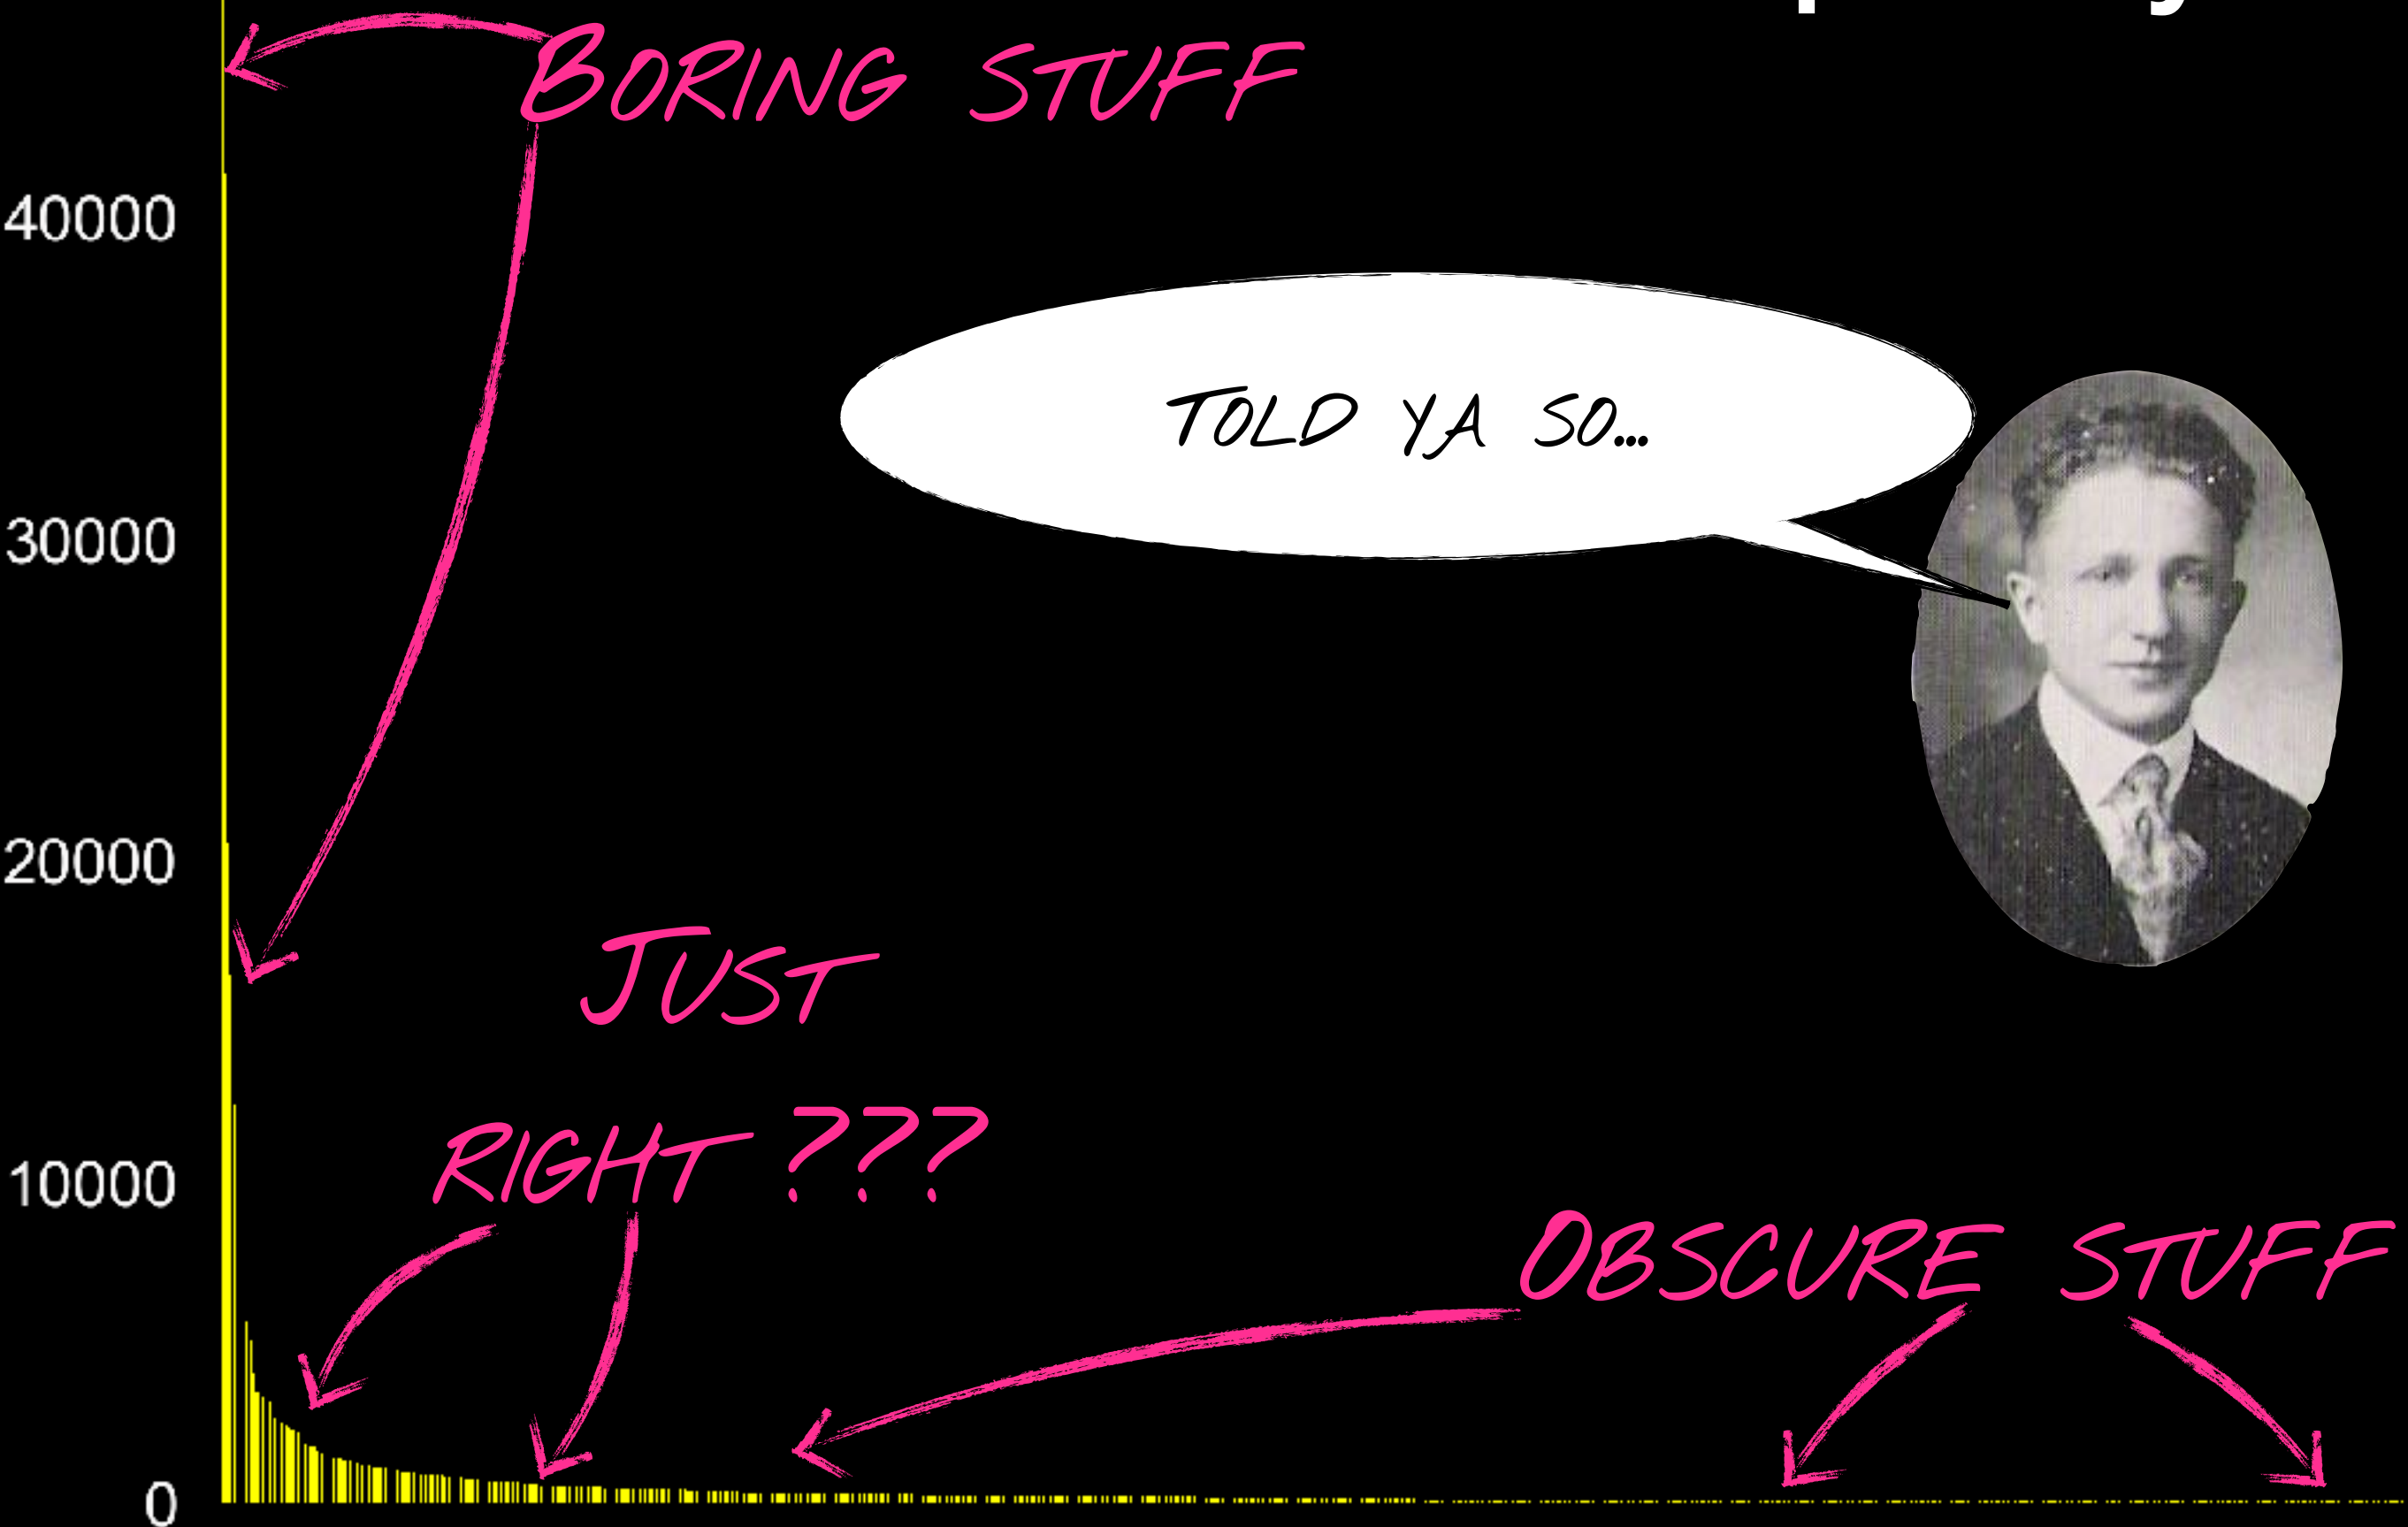 BORING STUFF
40000
TOLD YA SO...
30000
20000
JUST
RIGHT ???
10000
OBSCURE STUFF
0